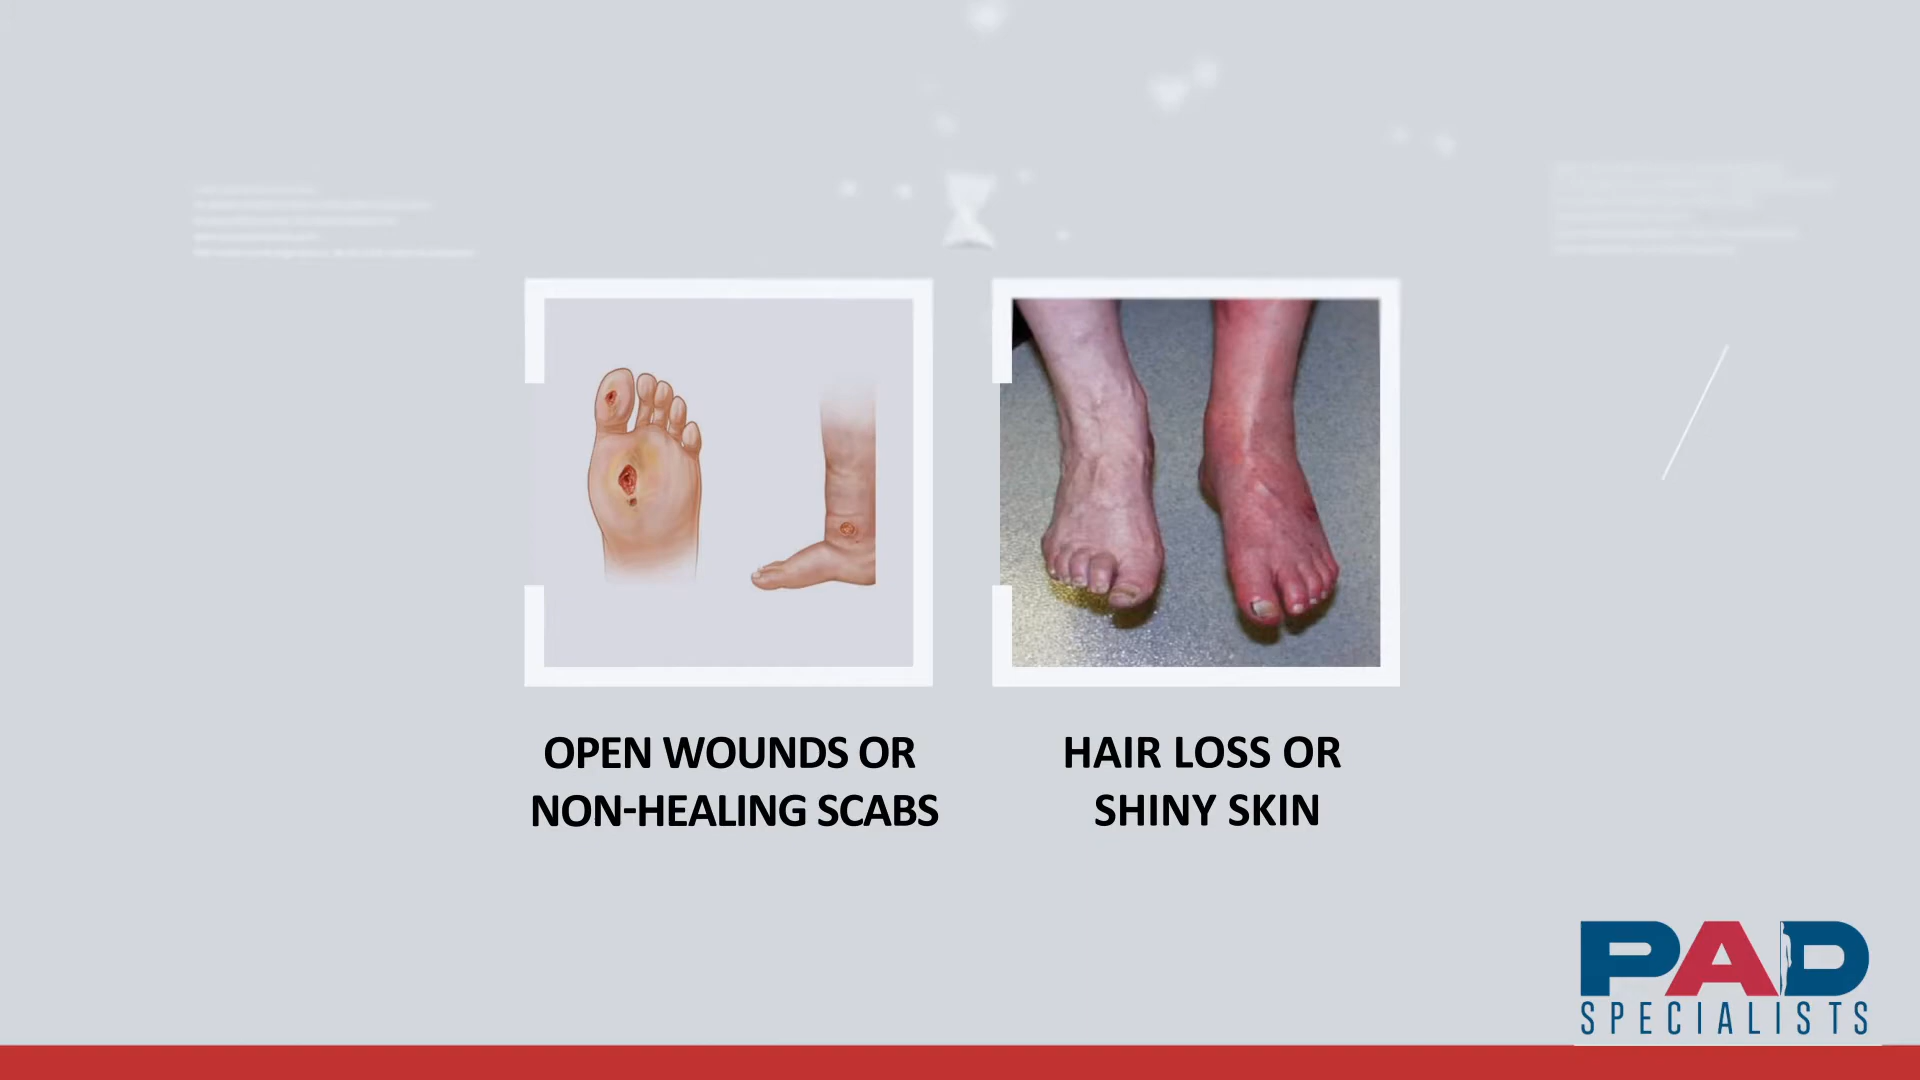 OPEN WOUNDS OR
NON-HEALING SCABS
HAIR LOSS OR
SHINY SKIN
PAD
SPECIALISTS